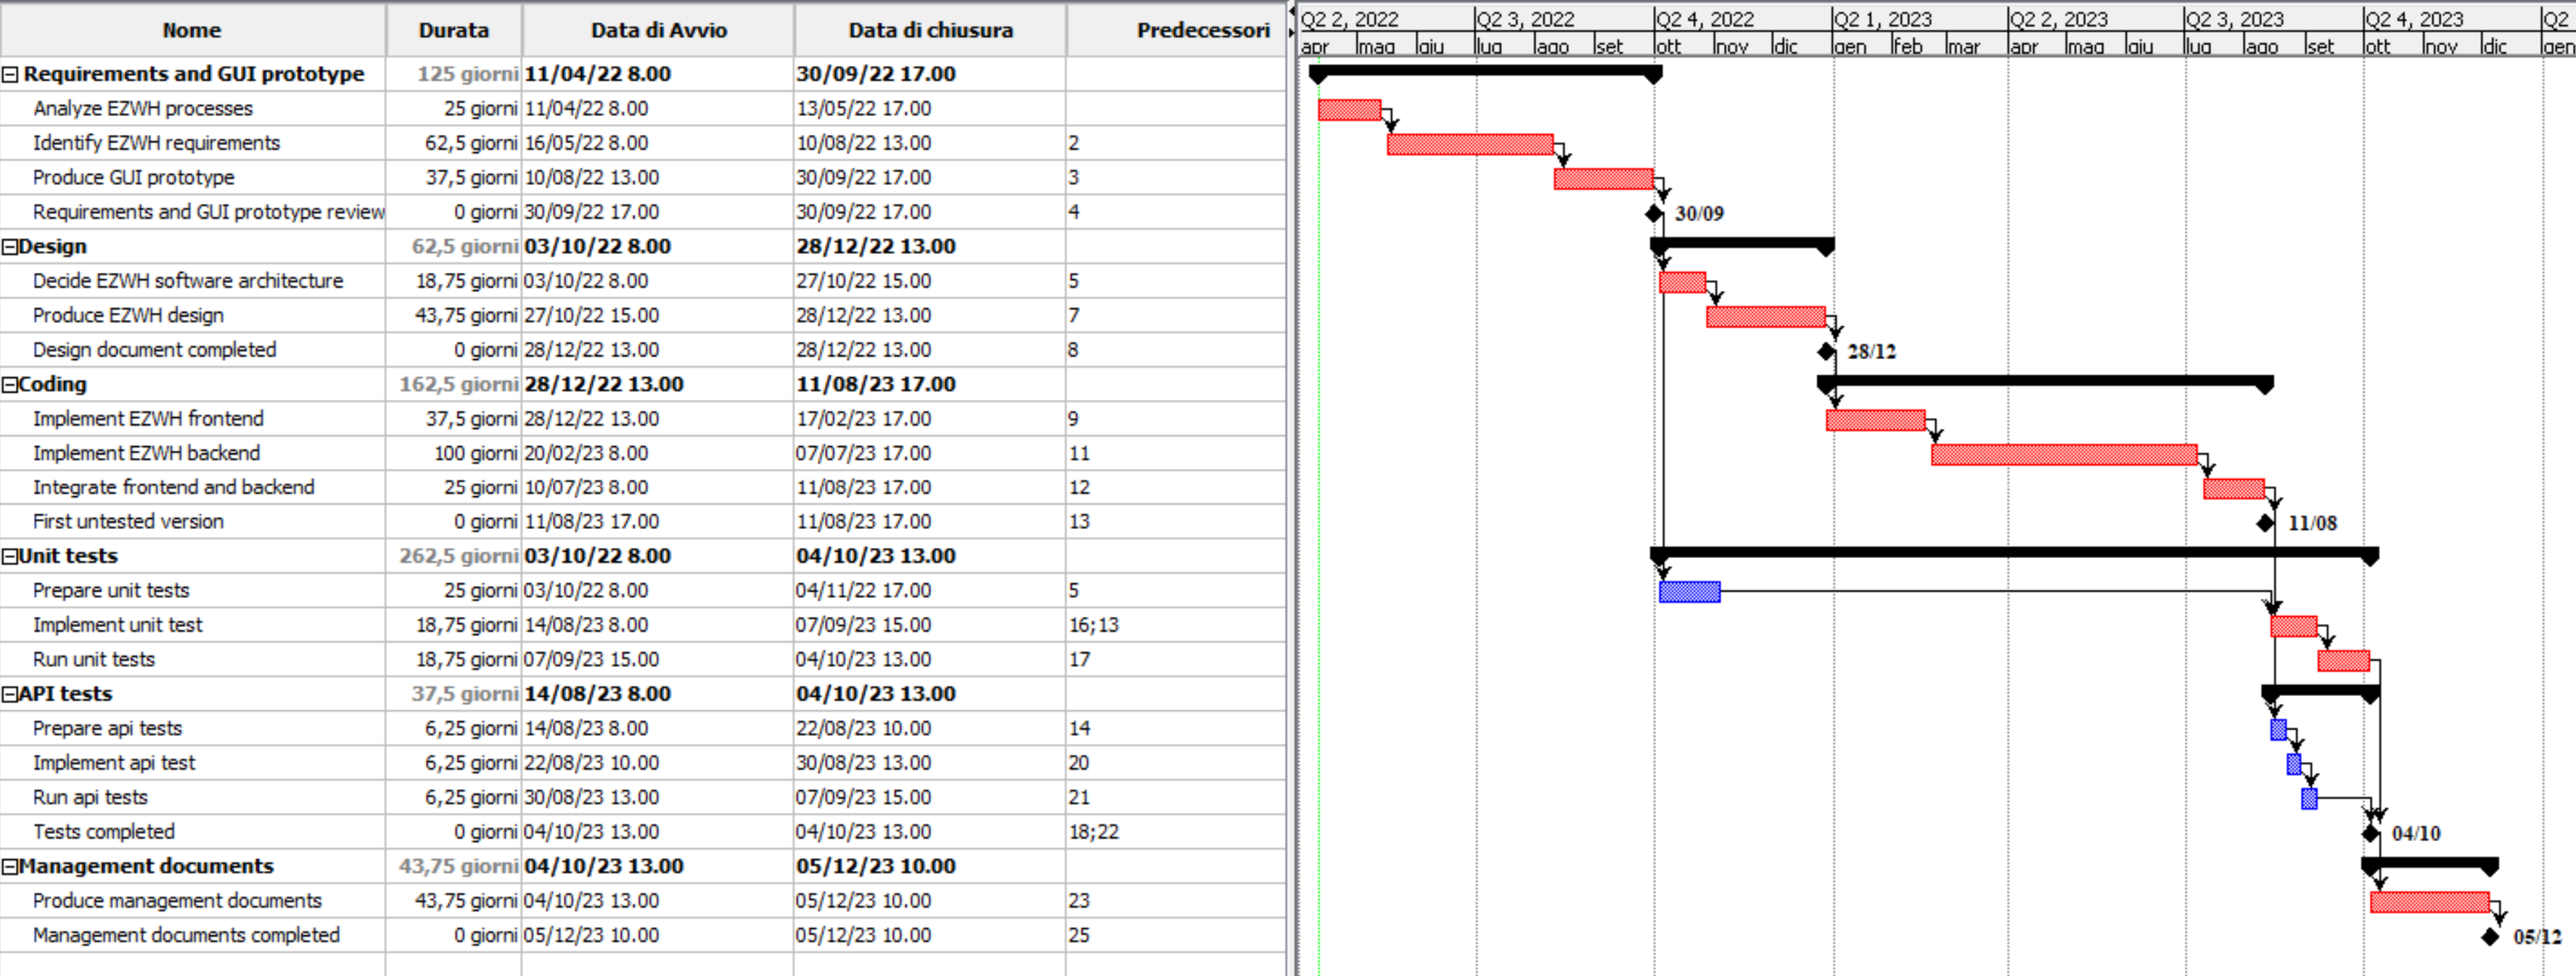 Nome Durata Data di Avvio Data di chiusura Predecessori
Q2 2, 2022 Q2 3, 2022 Q2 4, 2022 Q2 1, 2023 Q2 2, 2023 Q2 3, 2023 Q2 4, 2023 Q2
apr mag giu lug ago set ott nov dic gen feb mar apr mag giu lug ago set ott nov dic gen
Requirements and GUI prototype 125 giorni 11/04/22 8.00 30/09/22 17.00
Analyze EZWH processes 25 giorni 11/04/22 8.00 13/05/22 17.00
Identify EZWH requirements 62,5 giorni 16/05/22 8.00 10/08/22 13.00 2
Produce GUI prototype 37,5 giorni 10/08/22 13.00 30/09/22 17.00 3
Requirements and GUI prototype review 0 giorni 30/09/22 17.00 30/09/22 17.00 4 30/09
Design 62,5 giorni 03/10/22 8.00 28/12/22 13.00
Decide EZWH software architecture 18,75 giorni 03/10/22 8.00 27/10/22 15.00 5
Produce EZWH design 43,75 giorni 27/10/22 15.00 28/12/22 13.00 7
Design document completed 0 giorni 28/12/22 13.00 28/12/22 13.00 8 28/12
Coding 162,5 giorni 28/12/22 13.00 11/08/23 17.00
Implement EZWH frontend 37,5 giorni 28/12/22 13.00 17/02/23 17.00 9
Implement EZWH backend 100 giorni 20/02/23 8.00 07/07/23 17.00 11
Integrate frontend and backend 25 giorni 10/07/23 8.00 11/08/23 17.00 12
First untested version 0 giorni 11/08/23 17.00 11/08/23 17.00 13 11/08
Unit tests 262,5 giorni 03/10/22 8.00 04/10/23 13.00
Prepare unit tests 25 giorni 03/10/22 8.00 04/11/22 17.00 5
Implement unit test 18,75 giorni 14/08/23 8.00 07/09/23 15.00 16;13
Run unit tests 18,75 giorni 07/09/23 15.00 04/10/23 13.00 17
API tests 37,5 giorni 14/08/23 8.00 04/10/23 13.00
Prepare api tests 6,25 giorni 14/08/23 8.00 22/08/23 10.00 14
Implement api test 6,25 giorni 22/08/23 10.00 30/08/23 13.00 20
Run api tests 6,25 giorni 30/08/23 13.00 07/09/23 15.00 21
Tests completed 0 giorni 04/10/23 13.00 04/10/23 13.00 18;22 04/10
Management documents 43,75 giorni 04/10/23 13.00 05/12/23 10.00
Produce management documents 43,75 giorni 04/10/23 13.00 05/12/23 10.00 23
Management documents completed 0 giorni 05/12/23 10.00 05/12/23 10.00 25 05/12